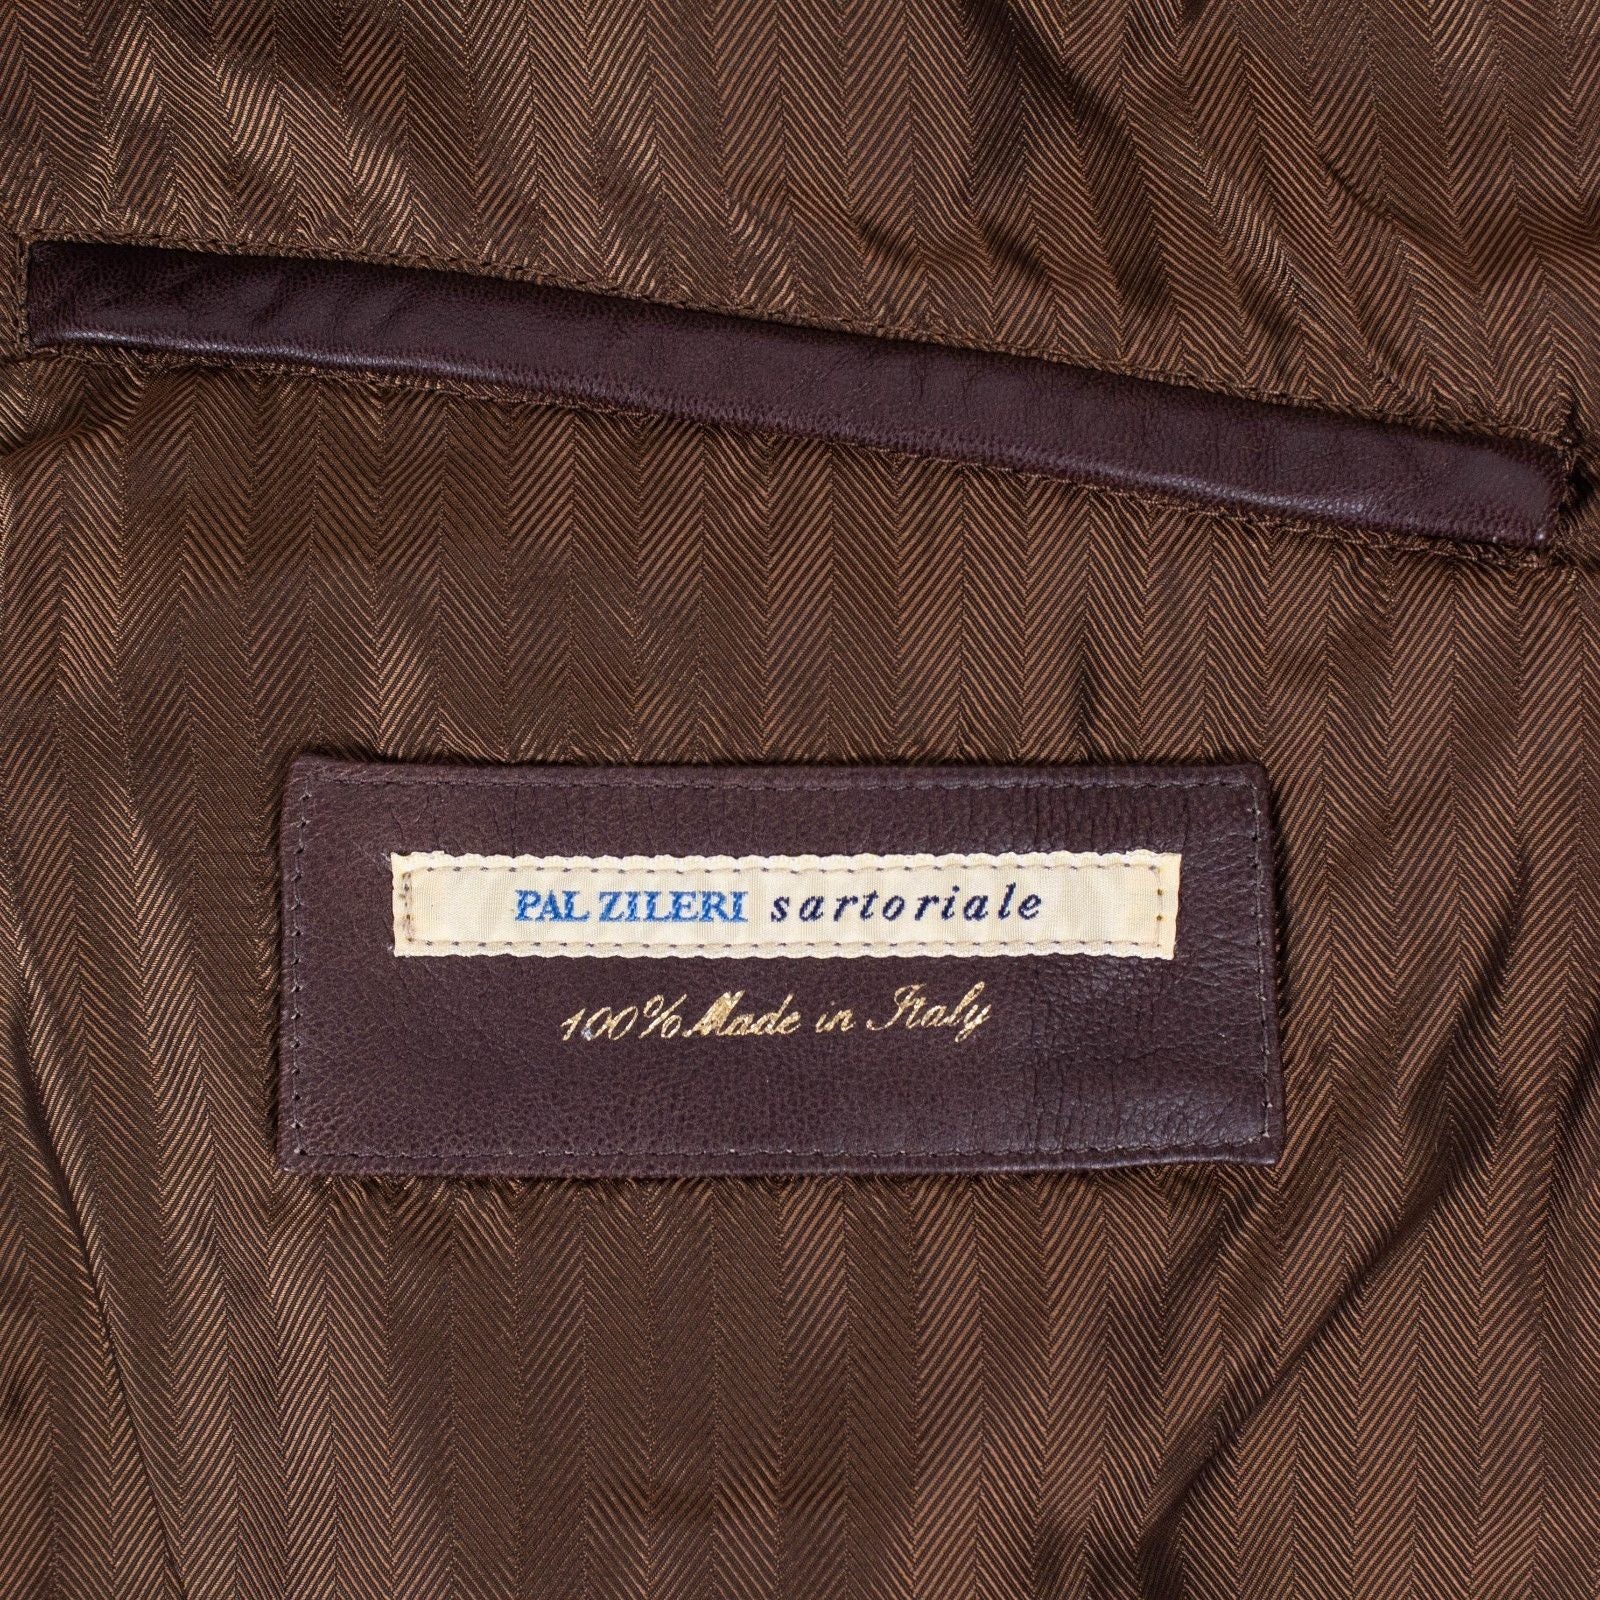 PAL ZILERI sartoriale
100% Made in Italy